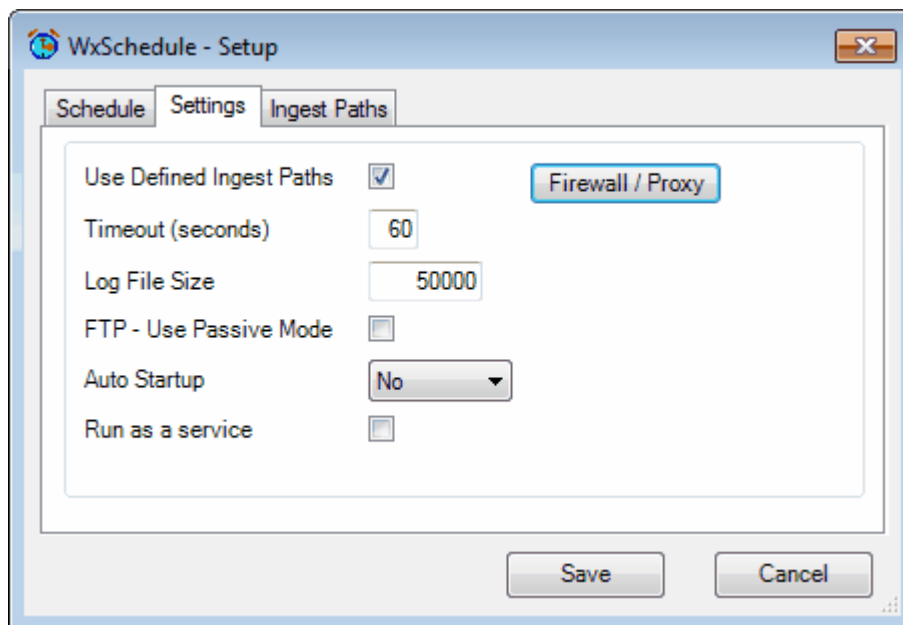 WxSchedule - Setup
Schedule Settings Ingest Paths
Use Defined Ingest Paths Firewall / Proxy
Timeout (seconds) 60
Log File Size 50000
FTP - Use Passive Mode
Auto Startup No
Run as a service
Save Cancel